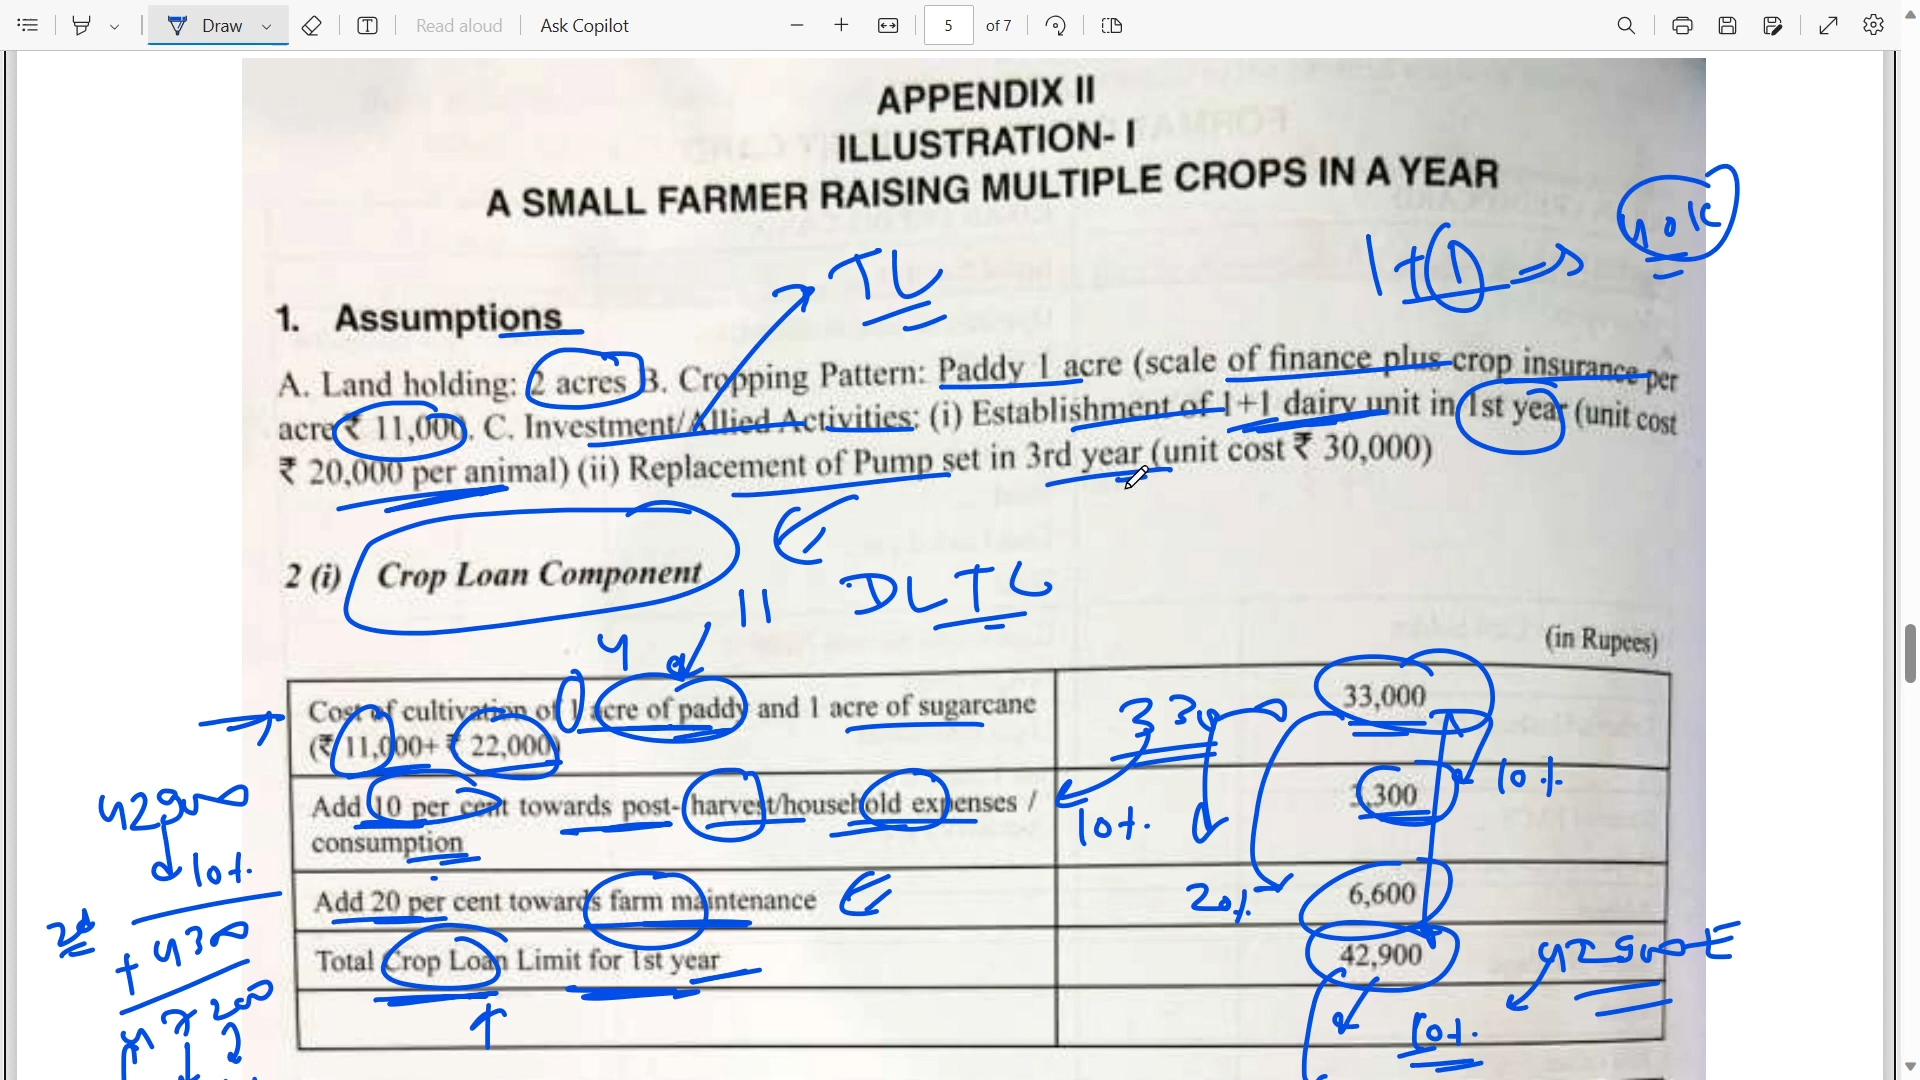 Draw
Read aloud
Ask Copilot
5 of 7
APPENDIX II
ILLUSTRATION- I
A SMALL FARMER RAISING MULTIPLE CROPS IN A YEAR
10K
1+1
TL
1. Assumptions
A. Land holding: 2 acres B. Cropping Pattern: Paddy 1 acre (scale of finance plus crop insurance per
acre ₹ 11,000. C. Investment/Allied Activities: (i) Establishment of 1+1 dairy unit in 1st year (unit cost
₹ 20,000 per animal) (ii) Replacement of Pump set in 3rd year (unit cost ₹ 30,000)
2 (i) Crop Loan Component
11 DLTC
(in Rupees)
Cost of cultivation of 1 acre of paddy and 1 acre of sugarcane
(₹ 11,000+ ₹ 22,000)
33,000
Add 10 per cent towards post-harvest/household expenses /
consumption
3,300
10%
10%
Add 20 per cent towards farm maintenance
6,600
20%
Total Crop Loan Limit for 1st year
42,900
10%
42900
10%